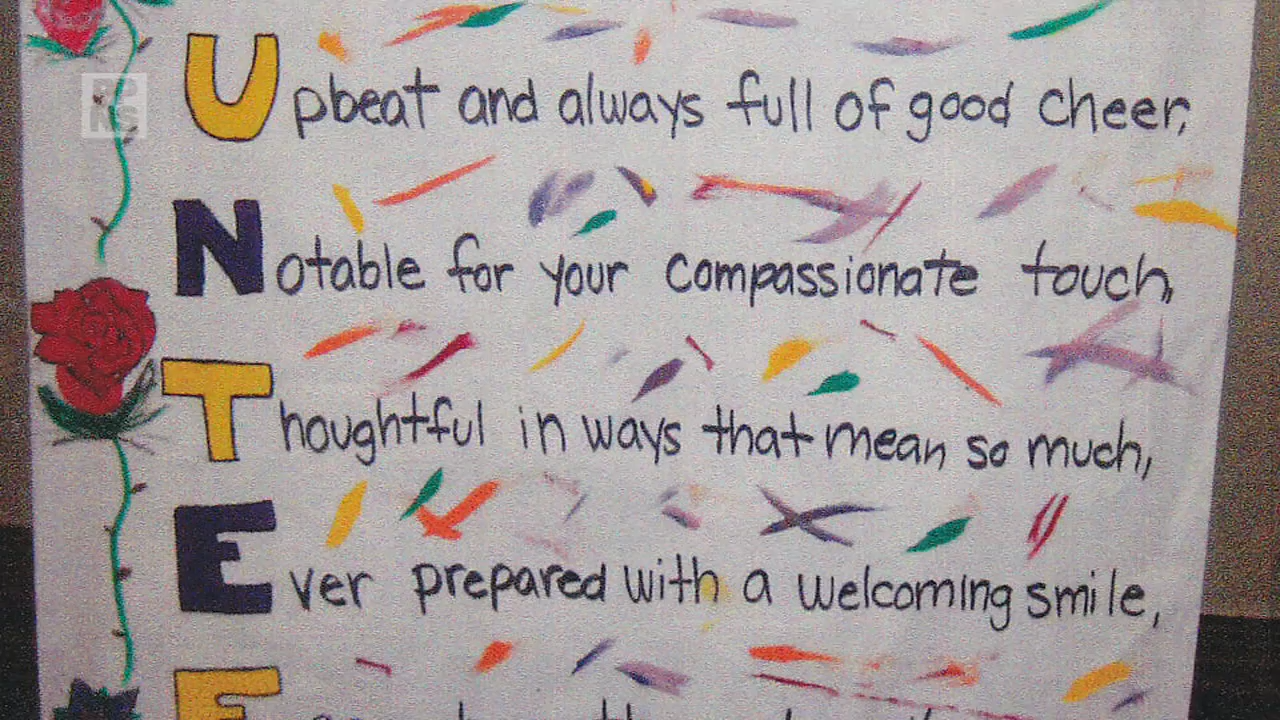 Upbeat and always full of good cheer,
Notable for your compassionate touch,
Thoughtful in ways that mean so much,
Ever prepared with a welcoming smile,
E